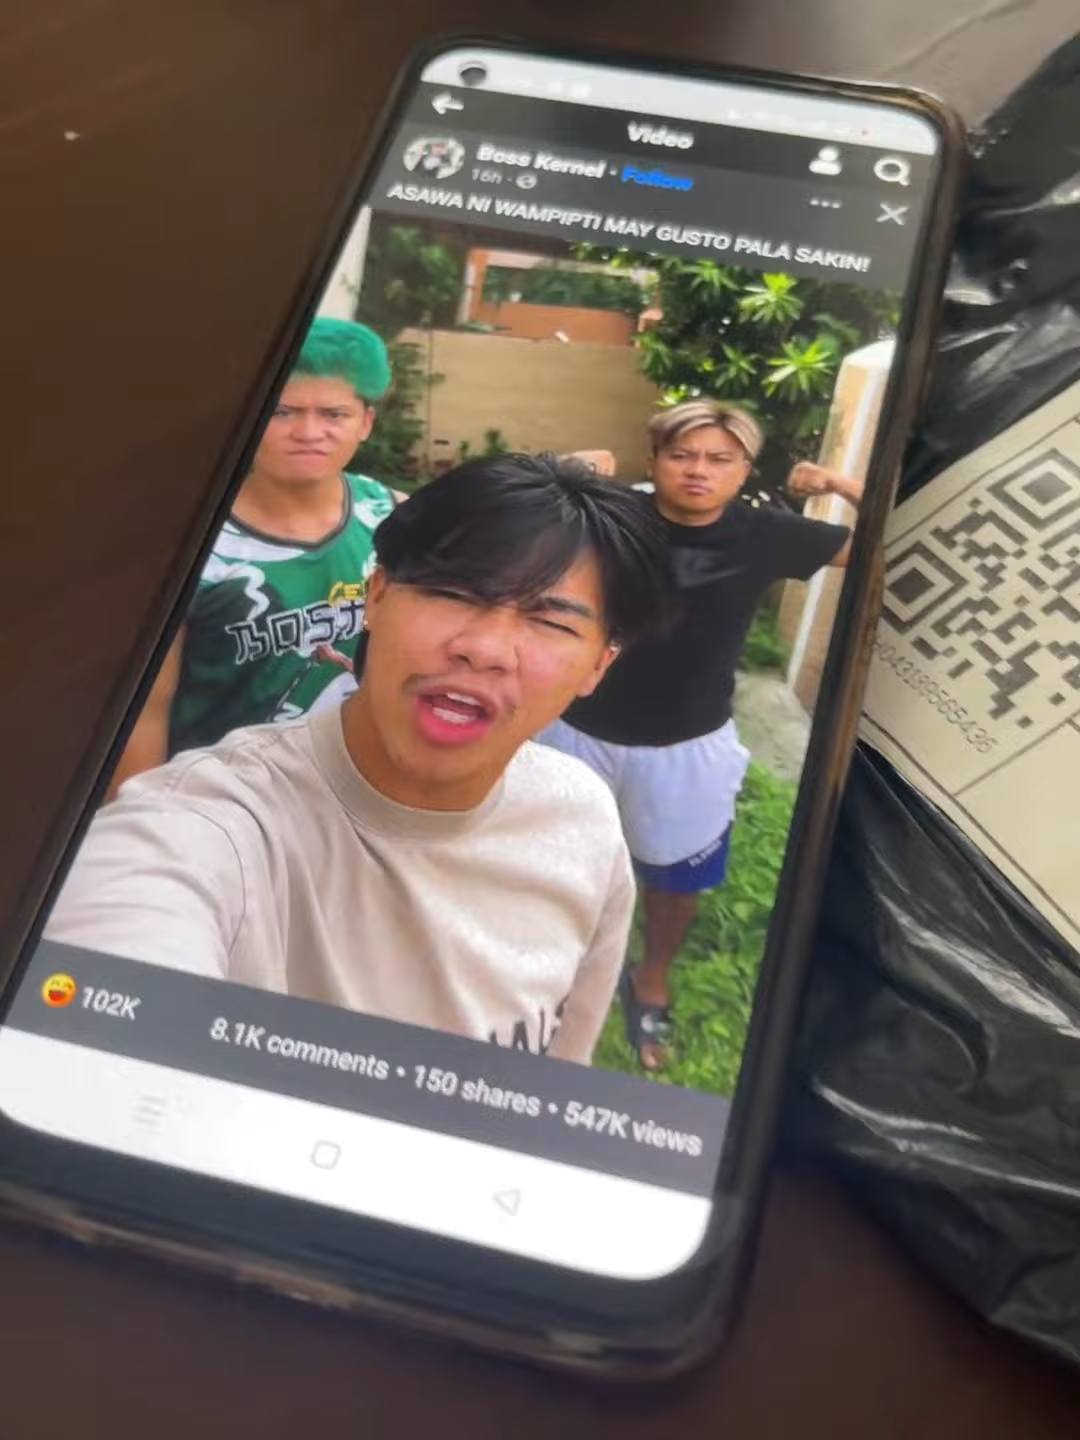 Video
Boss Kernel · Follow
16h ·
ASAWA NI WAMPIPTI MAY GUSTO PALA SAKIN!
102K
8.1K comments • 150 shares • 547K views